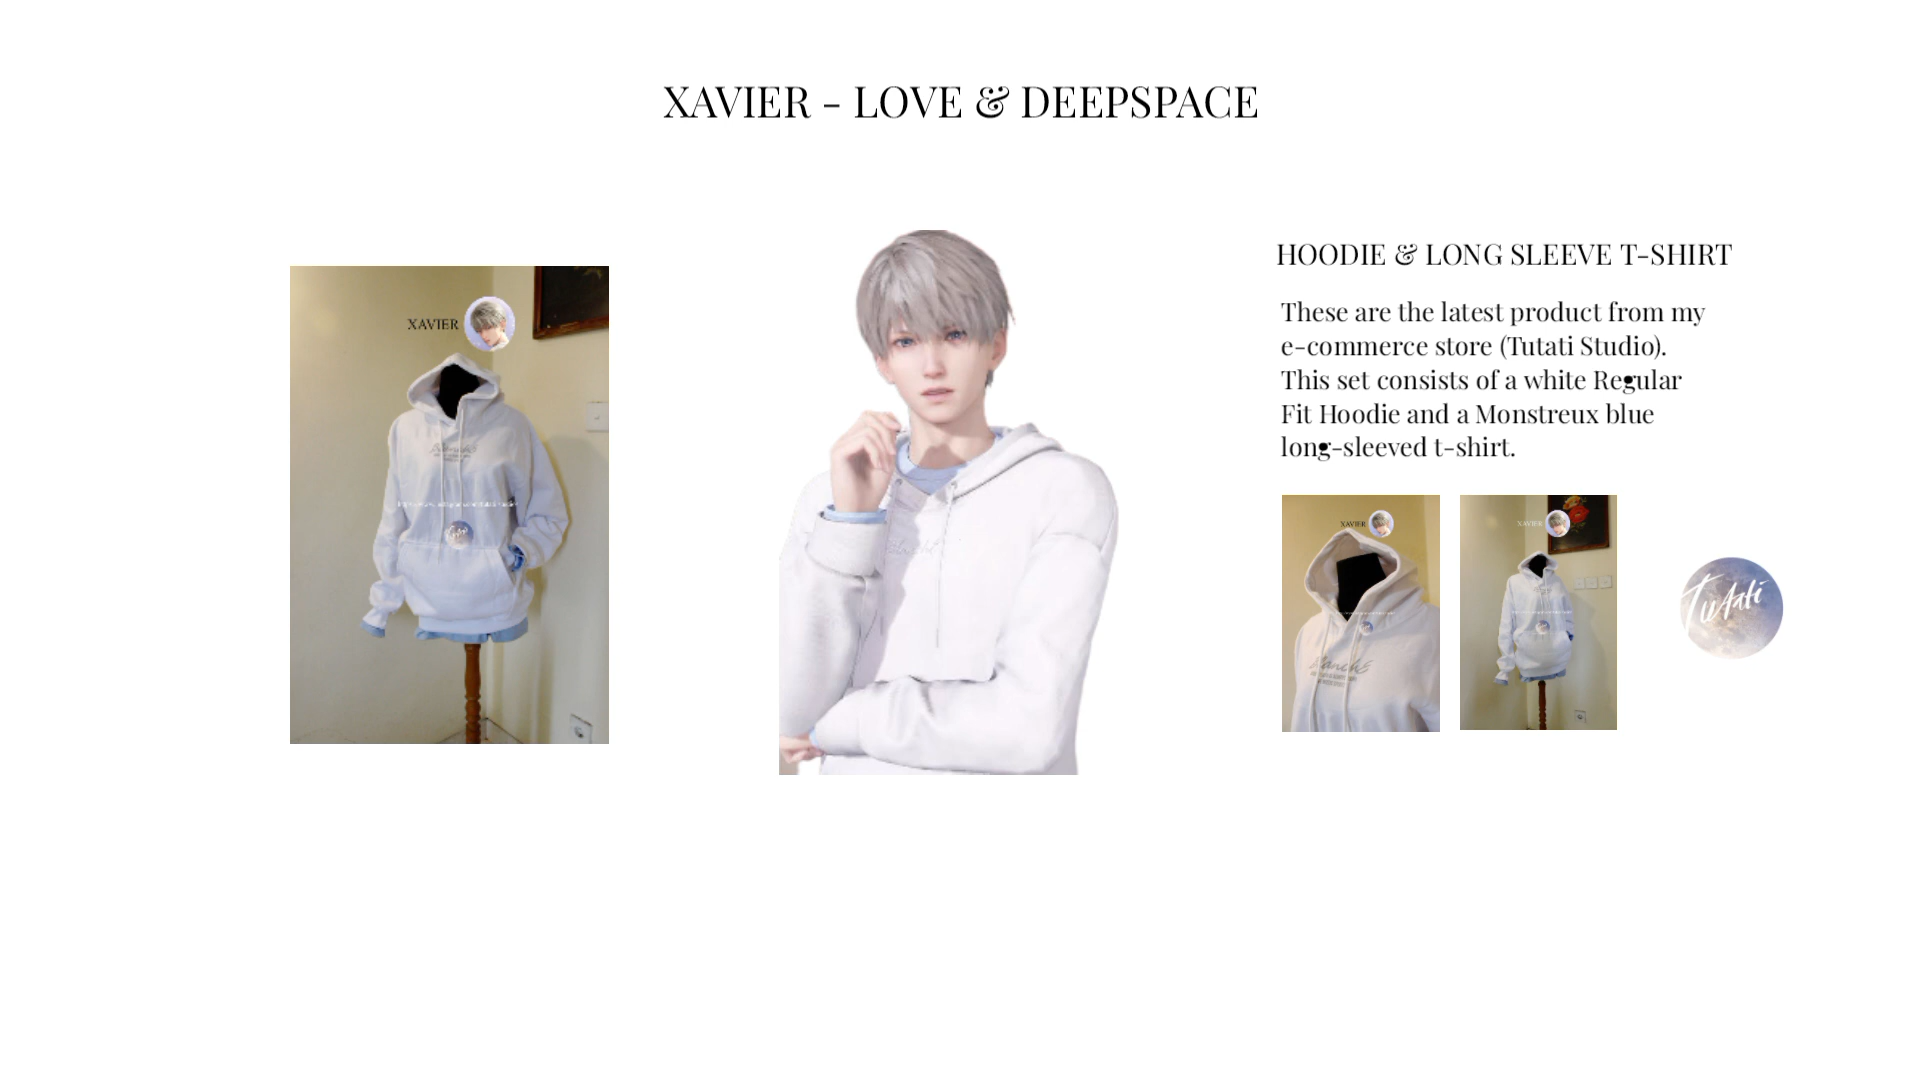 XAVIER - LOVE & DEEPSPACE
XAVIER
HOODIE & LONG SLEEVE T-SHIRT
These are the latest product from my
e-commerce store (Tutati Studio).
This set consists of a white Regular
Fit Hoodie and a Monstreux blue
long-sleeved t-shirt.
XAVIER
Blanche
XAVIER
Tutati